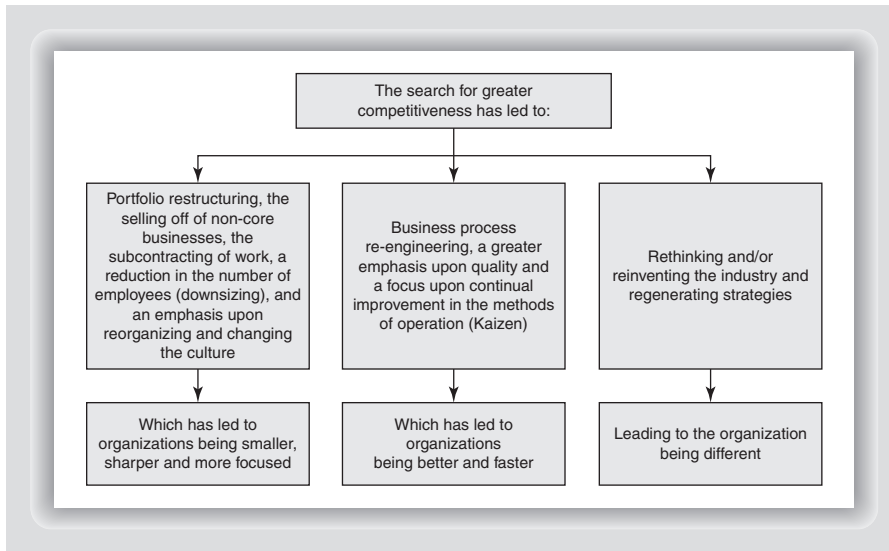 The search for greater
competitiveness has led to:
Portfolio restructuring, the
selling off of non-core
businesses, the
subcontracting of work, a
reduction in the number of
employees (downsizing), and
an emphasis upon
reorganizing and changing
the culture
Business process
re-engineering, a greater
emphasis upon quality and
a focus upon continual
improvement in the methods
of operation (Kaizen)
Rethinking and/or
reinventing the industry and
regenerating strategies
Which has led to
organizations being smaller,
sharper and more focused
Which has led to
organizations
being better and faster
Leading to the organization
being different